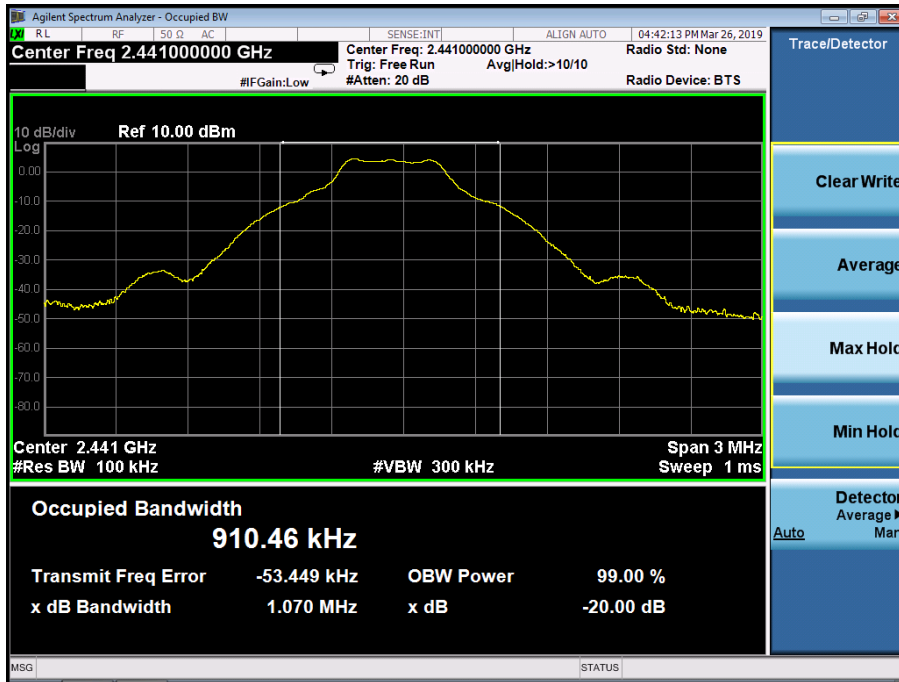 Agilent Spectrum Analyzer - Occupied BW
LXI RL RF 50 Ω AC SENSE:INT ALIGN AUTO 04:42:13 PM Mar 26, 2019
Center Freq 2.441000000 GHz
Center Freq: 2.441000000 GHz
Radio Std: None
Trig: Free Run Avg|Hold:>10/10
#IFGain:Low
#Atten: 20 dB
Radio Device: BTS
Trace/Detector
10 dB/div Ref 10.00 dBm
Log
0.00
-10.0
-20.0
-30.0
-40.0
-50.0
-60.0
-70.0
-80.0
Clear Write
Average
Max Hold
Min Hold
Detector
Average
Auto Man
Center 2.441 GHz Span 3 MHz
#Res BW 100 kHz #VBW 300 kHz Sweep 1 ms
Occupied Bandwidth
910.46 kHz
Transmit Freq Error -53.449 kHz OBW Power 99.00 %
x dB Bandwidth 1.070 MHz x dB -20.00 dB
MSG STATUS